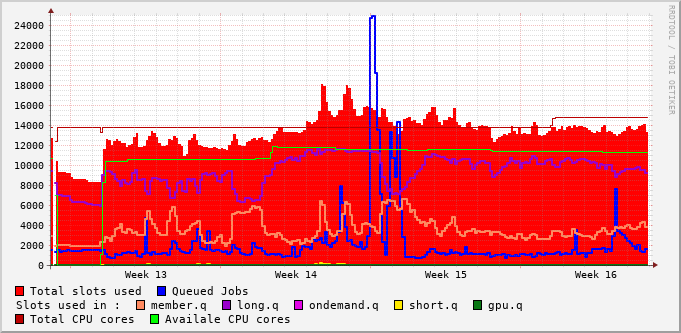 RRDTOOL / TOBI OETIKER
24000
22000
20000
18000
16000
14000
12000
10000
8000
6000
4000
2000
0
Week 13 Week 14 Week 15 Week 16
Total slots used Queued Jobs
Slots used in : member.q long.q ondemand.q short.q gpu.q
Total CPU cores Availale CPU cores